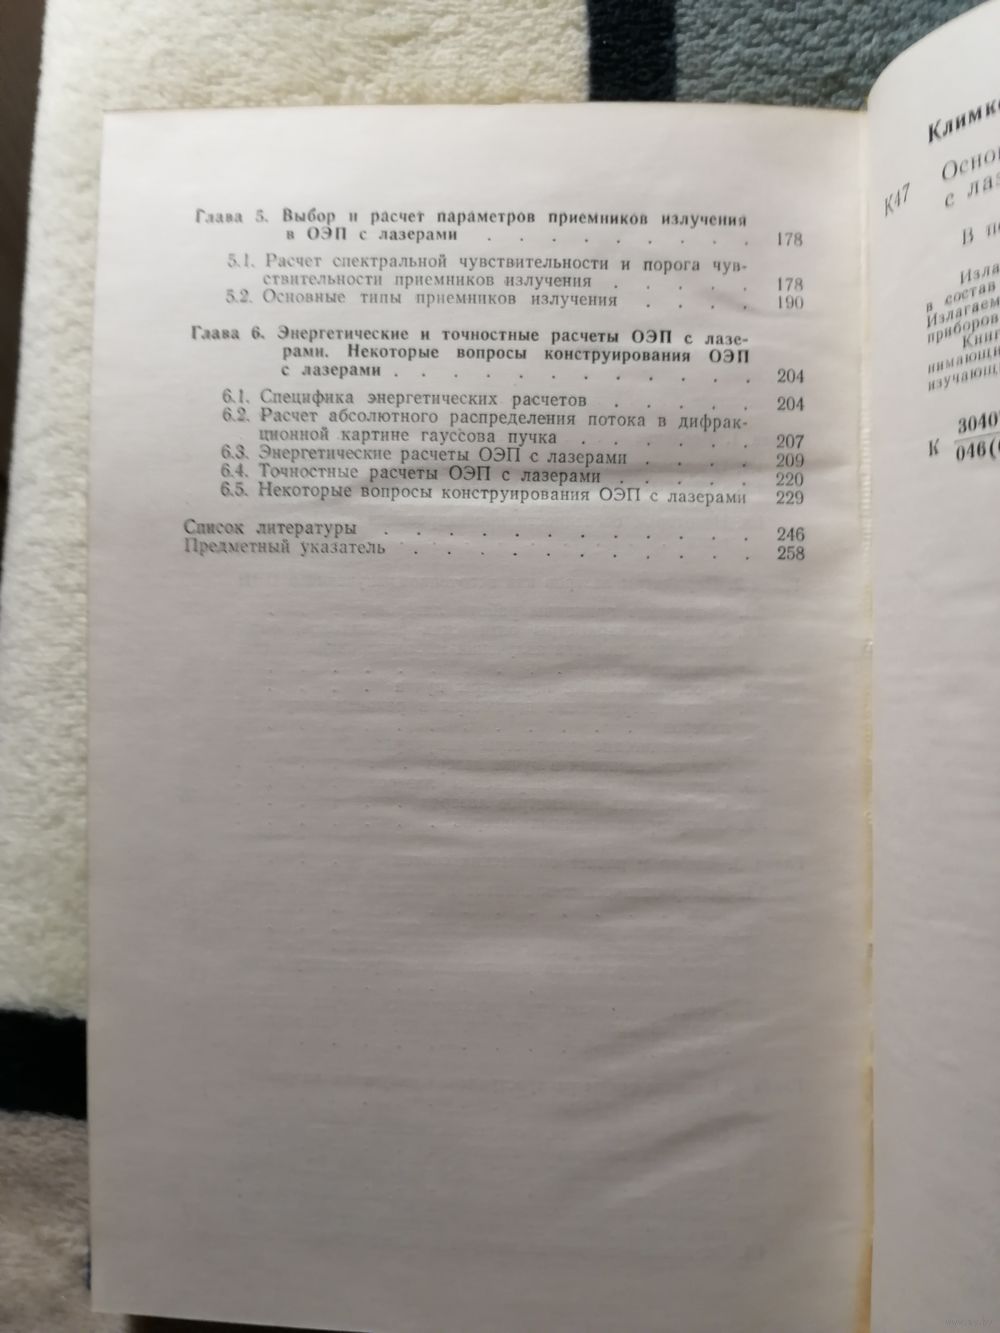 Глава 5. Выбор и расчет параметров приемников излучения
в ОЭП с лазерами . . . . . . . . . 178
5.1. Расчет спектральной чувствительности и порога чув-
ствительности приемников излучения . . . . . 178
5.2. Основные типы приемников излучения . . . . 190
Глава 6. Энергетические и точностные расчеты ОЭП с лазе-
рами. Некоторые вопросы конструирования ОЭП
с лазерами . . . . . . . . . . . . 204
6.1. Специфика энергетических расчетов . . . . . 204
6.2. Расчет абсолютного распределения потока в дифрак-
ционной картине гауссова пучка . . . . . . 207
6.3. Энергетические расчеты ОЭП с лазерами . . . . 209
6.4. Точностные расчеты ОЭП с лазерами . . . . . 220
6.5. Некоторые вопросы конструирования ОЭП с лазерами 229
Список литературы . . . . . . . . . . . . 246
Предметный указатель . . . . . . . . . . . 258
К47
с
В
в состав
Излагаем
приборов
К
046